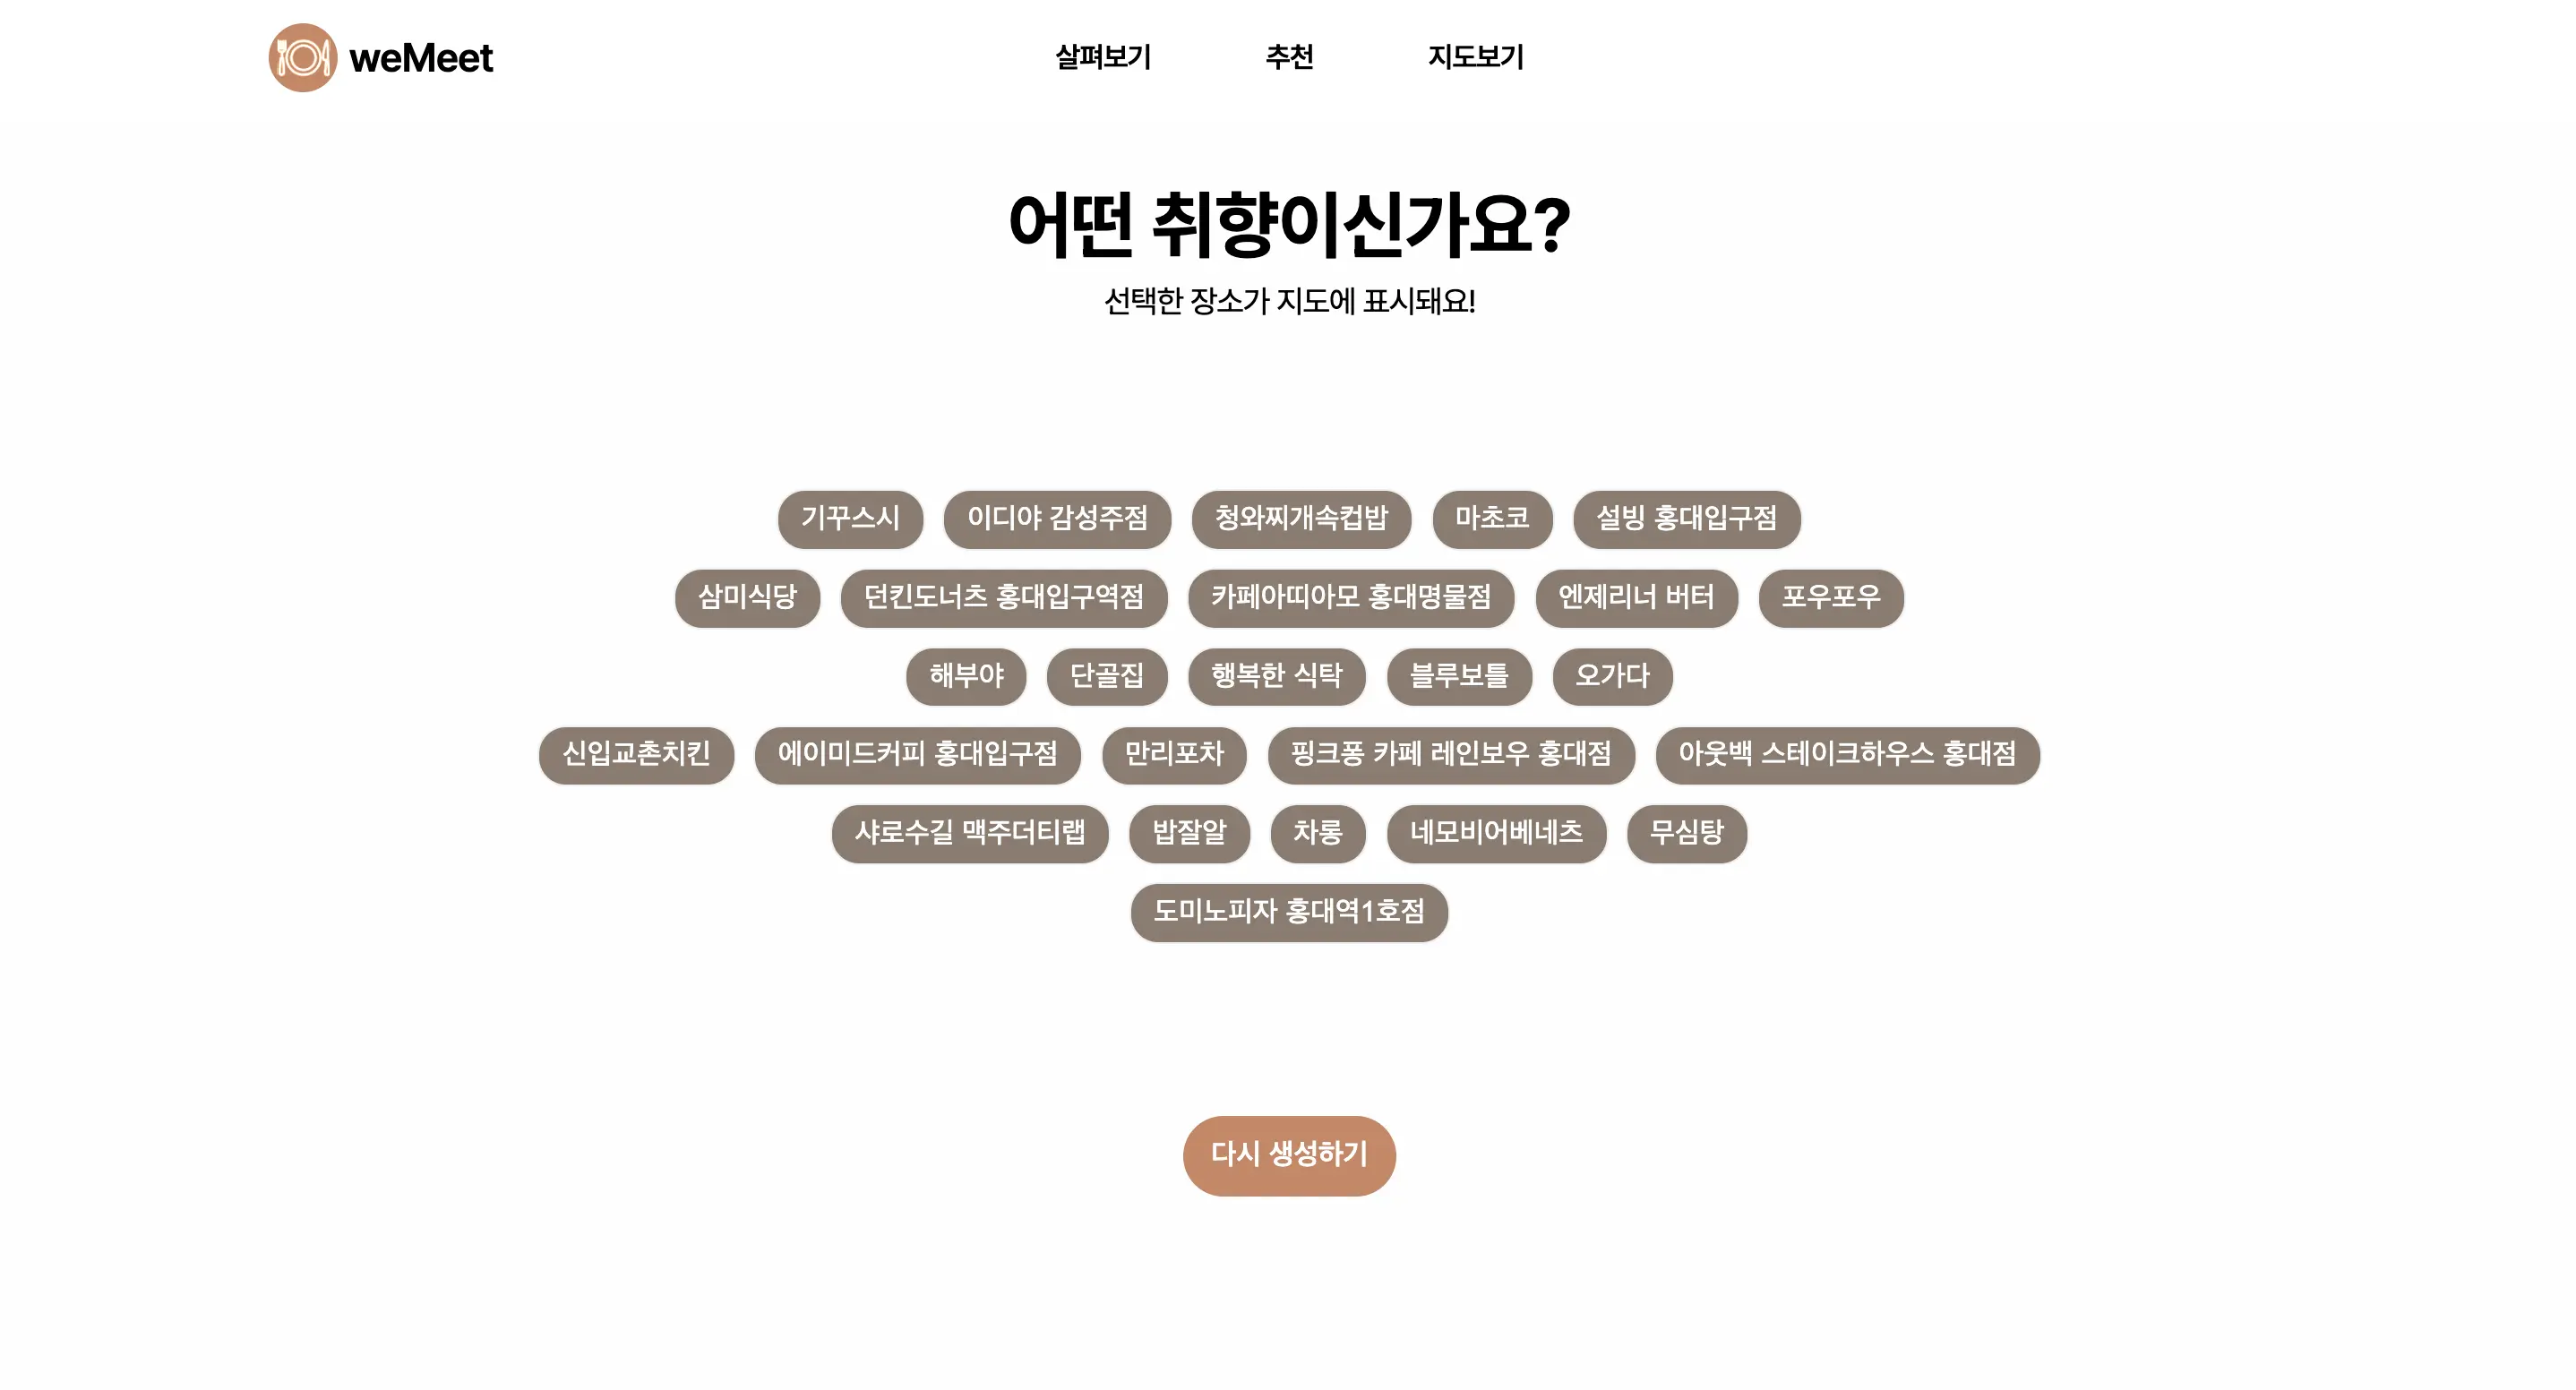 weMeet 살펴보기 추천 지도보기
어떤 취향이신가요?
선택한 장소가 지도에 표시돼요!
기꾸스시 이디야 감성주점 청와찌개속컵밥 마초코 설빙 홍대입구점
삼미식당 던킨도너츠 홍대입구역점 카페아띠아모 홍대명물점 엔제리너 버터 포우포우
해부야 단골집 행복한 식탁 블루보틀 오가다
신입교촌치킨 에이미드커피 홍대입구점 만리포차 핑크퐁 카페 레인보우 홍대점 아웃백 스테이크하우스 홍대점
샤로수길 맥주더티랩 밥잘알 차롱 네모비어베네츠 무심탕
도미노피자 홍대역1호점
다시 생성하기